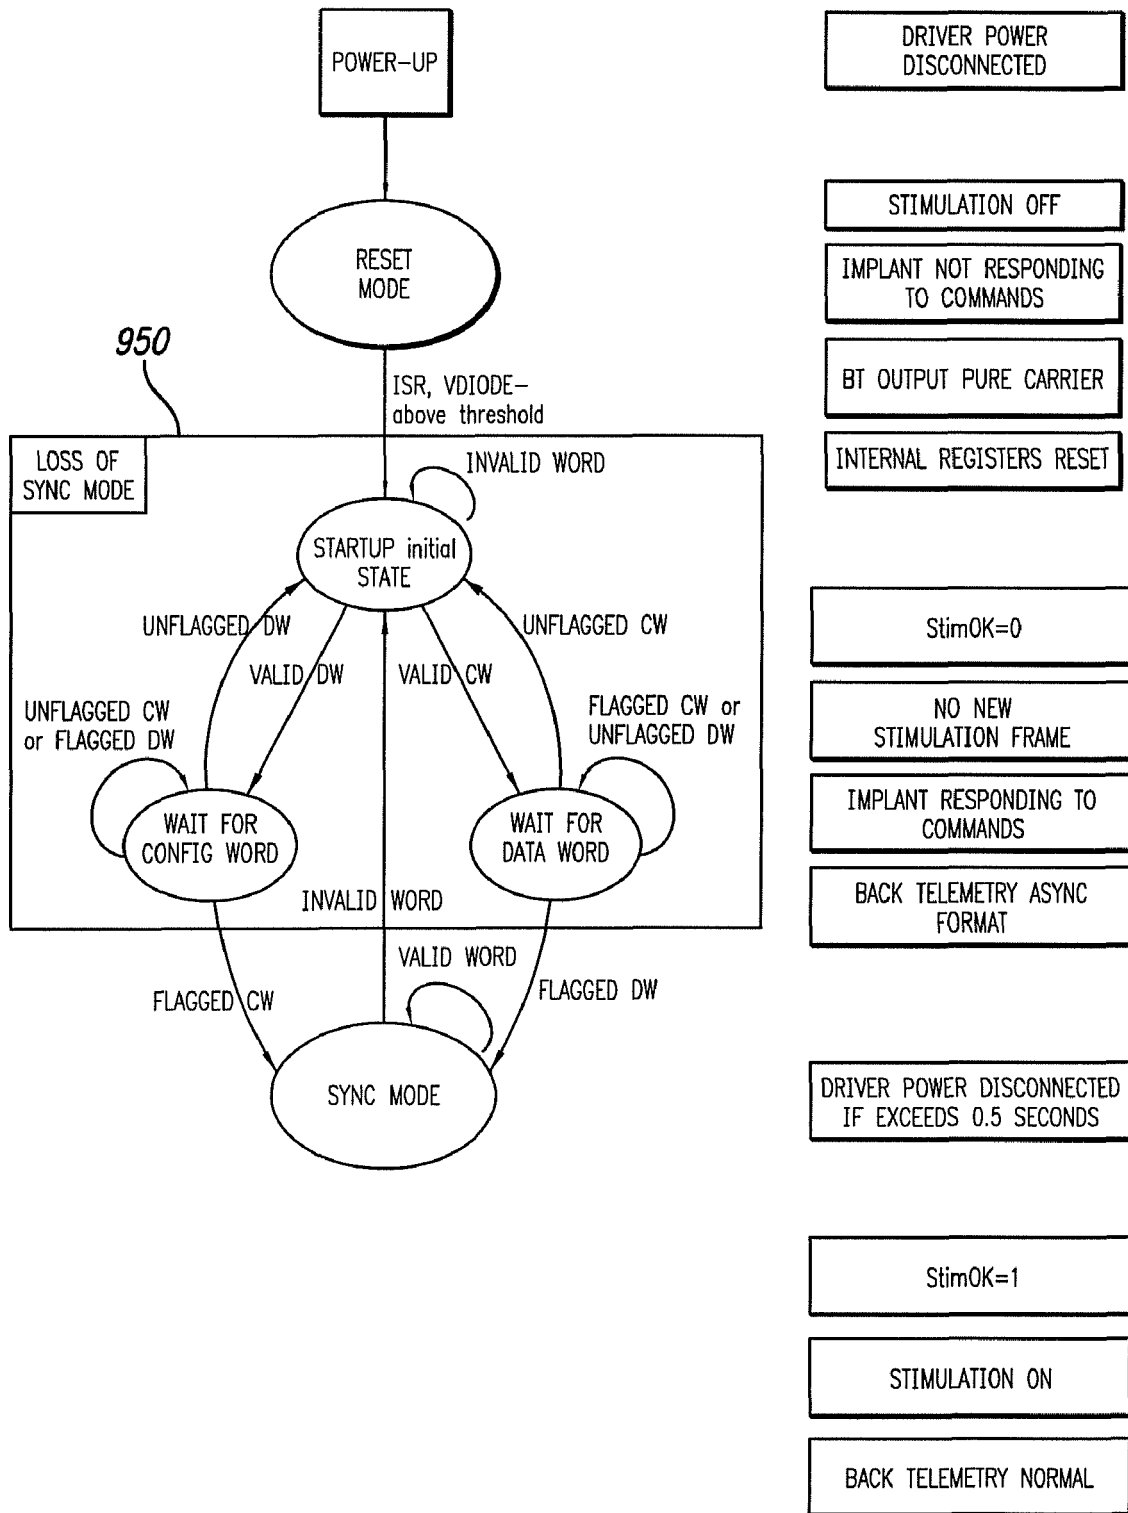 POWER-UP
DRIVER POWER
DISCONNECTED
RESET
MODE
STIMULATION OFF
IMPLANT NOT RESPONDING
TO COMMANDS
BT OUTPUT PURE CARRIER
INTERNAL REGISTERS RESET
950
ISR, VDIODE-
above threshold
LOSS OF
SYNC MODE
INVALID WORD
STARTUP initial
STATE
UNFLAGGED DW
VALID DW
VALID CW
UNFLAGGED CW
UNFLAGGED CW
or FLAGGED DW
FLAGGED CW or
UNFLAGGED DW
WAIT FOR
CONFIG WORD
WAIT FOR
DATA WORD
INVALID WORD
VALID WORD
FLAGGED CW
FLAGGED DW
SYNC MODE
StimOK=0
NO NEW
STIMULATION FRAME
IMPLANT RESPONDING TO
COMMANDS
BACK TELEMETRY ASYNC
FORMAT
DRIVER POWER DISCONNECTED
IF EXCEEDS 0.5 SECONDS
StimOK=1
STIMULATION ON
BACK TELEMETRY NORMAL